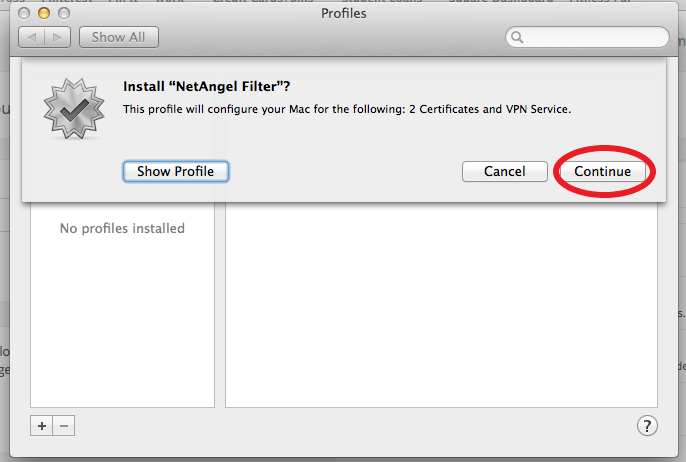 Profiles
Show All
Install “NetAngel Filter”?
This profile will configure your Mac for the following: 2 Certificates and VPN Service.
Show Profile
Cancel
Continue
No profiles installed
+
−
?